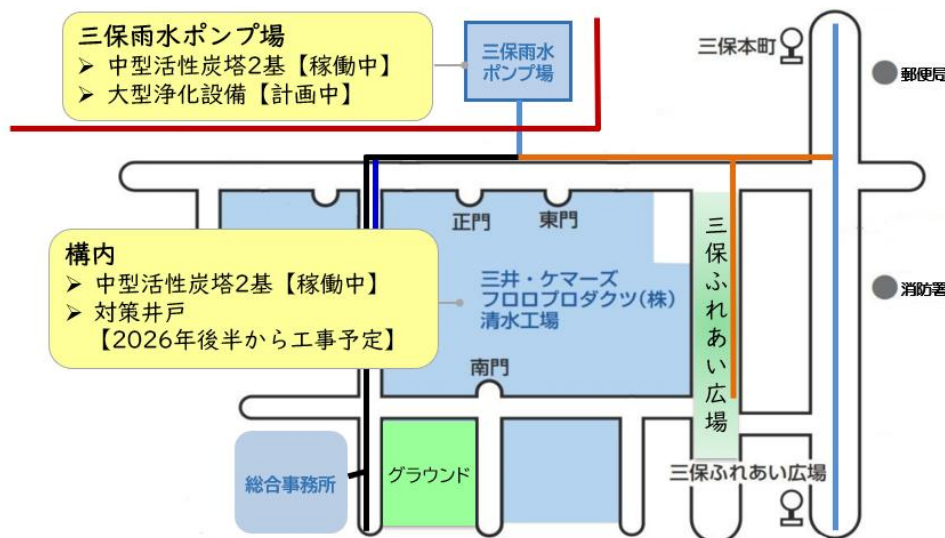 三保雨水ポンプ場
➢ 中型活性炭塔2基【稼働中】
➢ 大型浄化設備【計画中】
三保雨水
ポンプ場
三保本町
郵便局
正門
東門
構内
➢ 中型活性炭塔2基【稼働中】
➢ 対策井戸
【2026年後半から工事予定】
三井・ケマーズ
フロロプロダクツ(株)
清水工場
三保ふれあい広場
消防署
南門
総合事務所
グラウンド
三保ふれあい広場